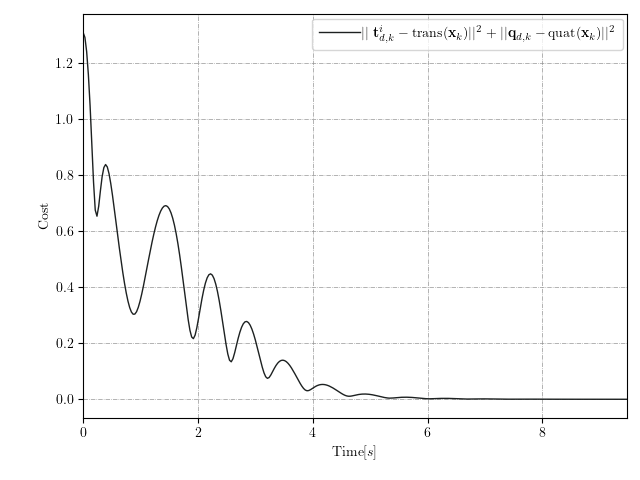 || t^i_{d,k} − trans(x_k)||^2 + ||q_{d,k} − quat(x_k)||^2
1.2
1.0
0.8
0.6
0.4
0.2
0.0
Cost
0 2 4 6 8
Time[s]